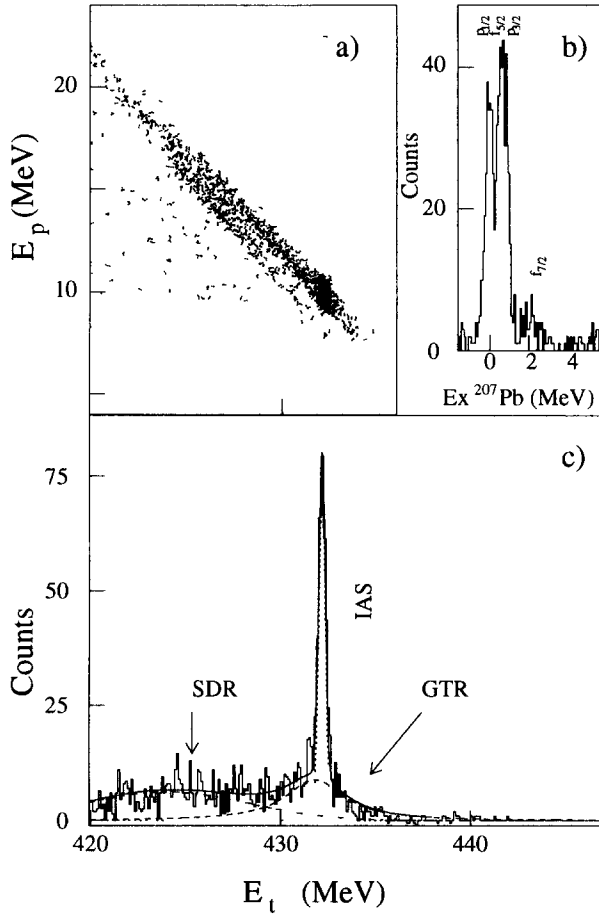 a)
20
10
E_p (MeV)
b)
p1/2 f5/2 p3/2
f7/2
40
20
0
Counts
0 2 4
Ex 207Pb (MeV)
c)
75
50
25
0
Counts
SDR
IAS
GTR
420 430 440
E_t (MeV)